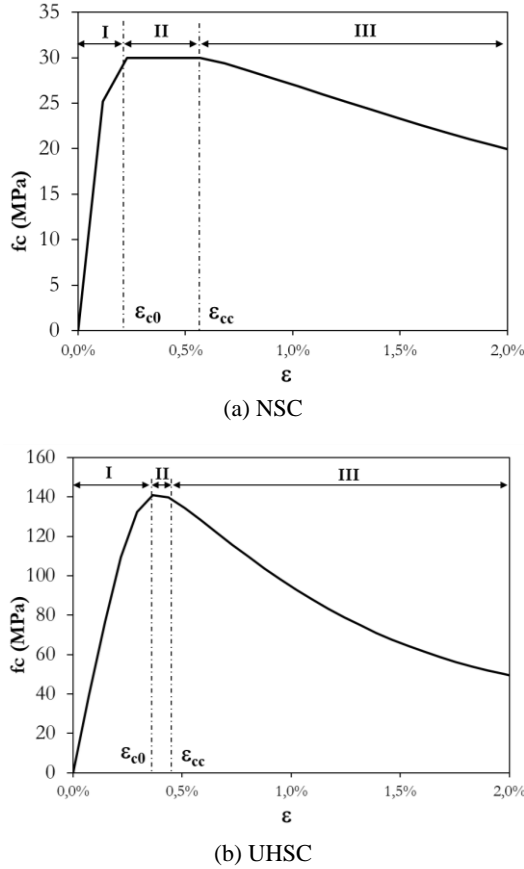 I II III
35
30
25
20
15
10
5
0
fc (MPa)
εc0 εcc
0,0% 0,5% 1,0% 1,5% 2,0%
ε
(a) NSC
I II III
160
140
120
100
80
60
40
20
0
fc (MPa)
εc0 εcc
0,0% 0,5% 1,0% 1,5% 2,0%
ε
(b) UHSC